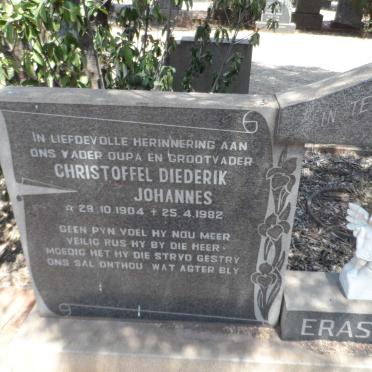 IN LIEFDEVOLLE HERINNERING AAN
ONS VADER OUPA EN GROOTVADER
CHRISTOFFEL DIEDERIK
JOHANNES
☆ 29.10.1904 + 25.4.1982
GEEN PYN VOEL HY NOU MEER
VEILIG RUS HY BY DIE HEER.
MOEDIG HET HY DIE STRYD GESTRY
ONS SAL ONTHOU WAT AGTER BLY
IN TE
ERAS